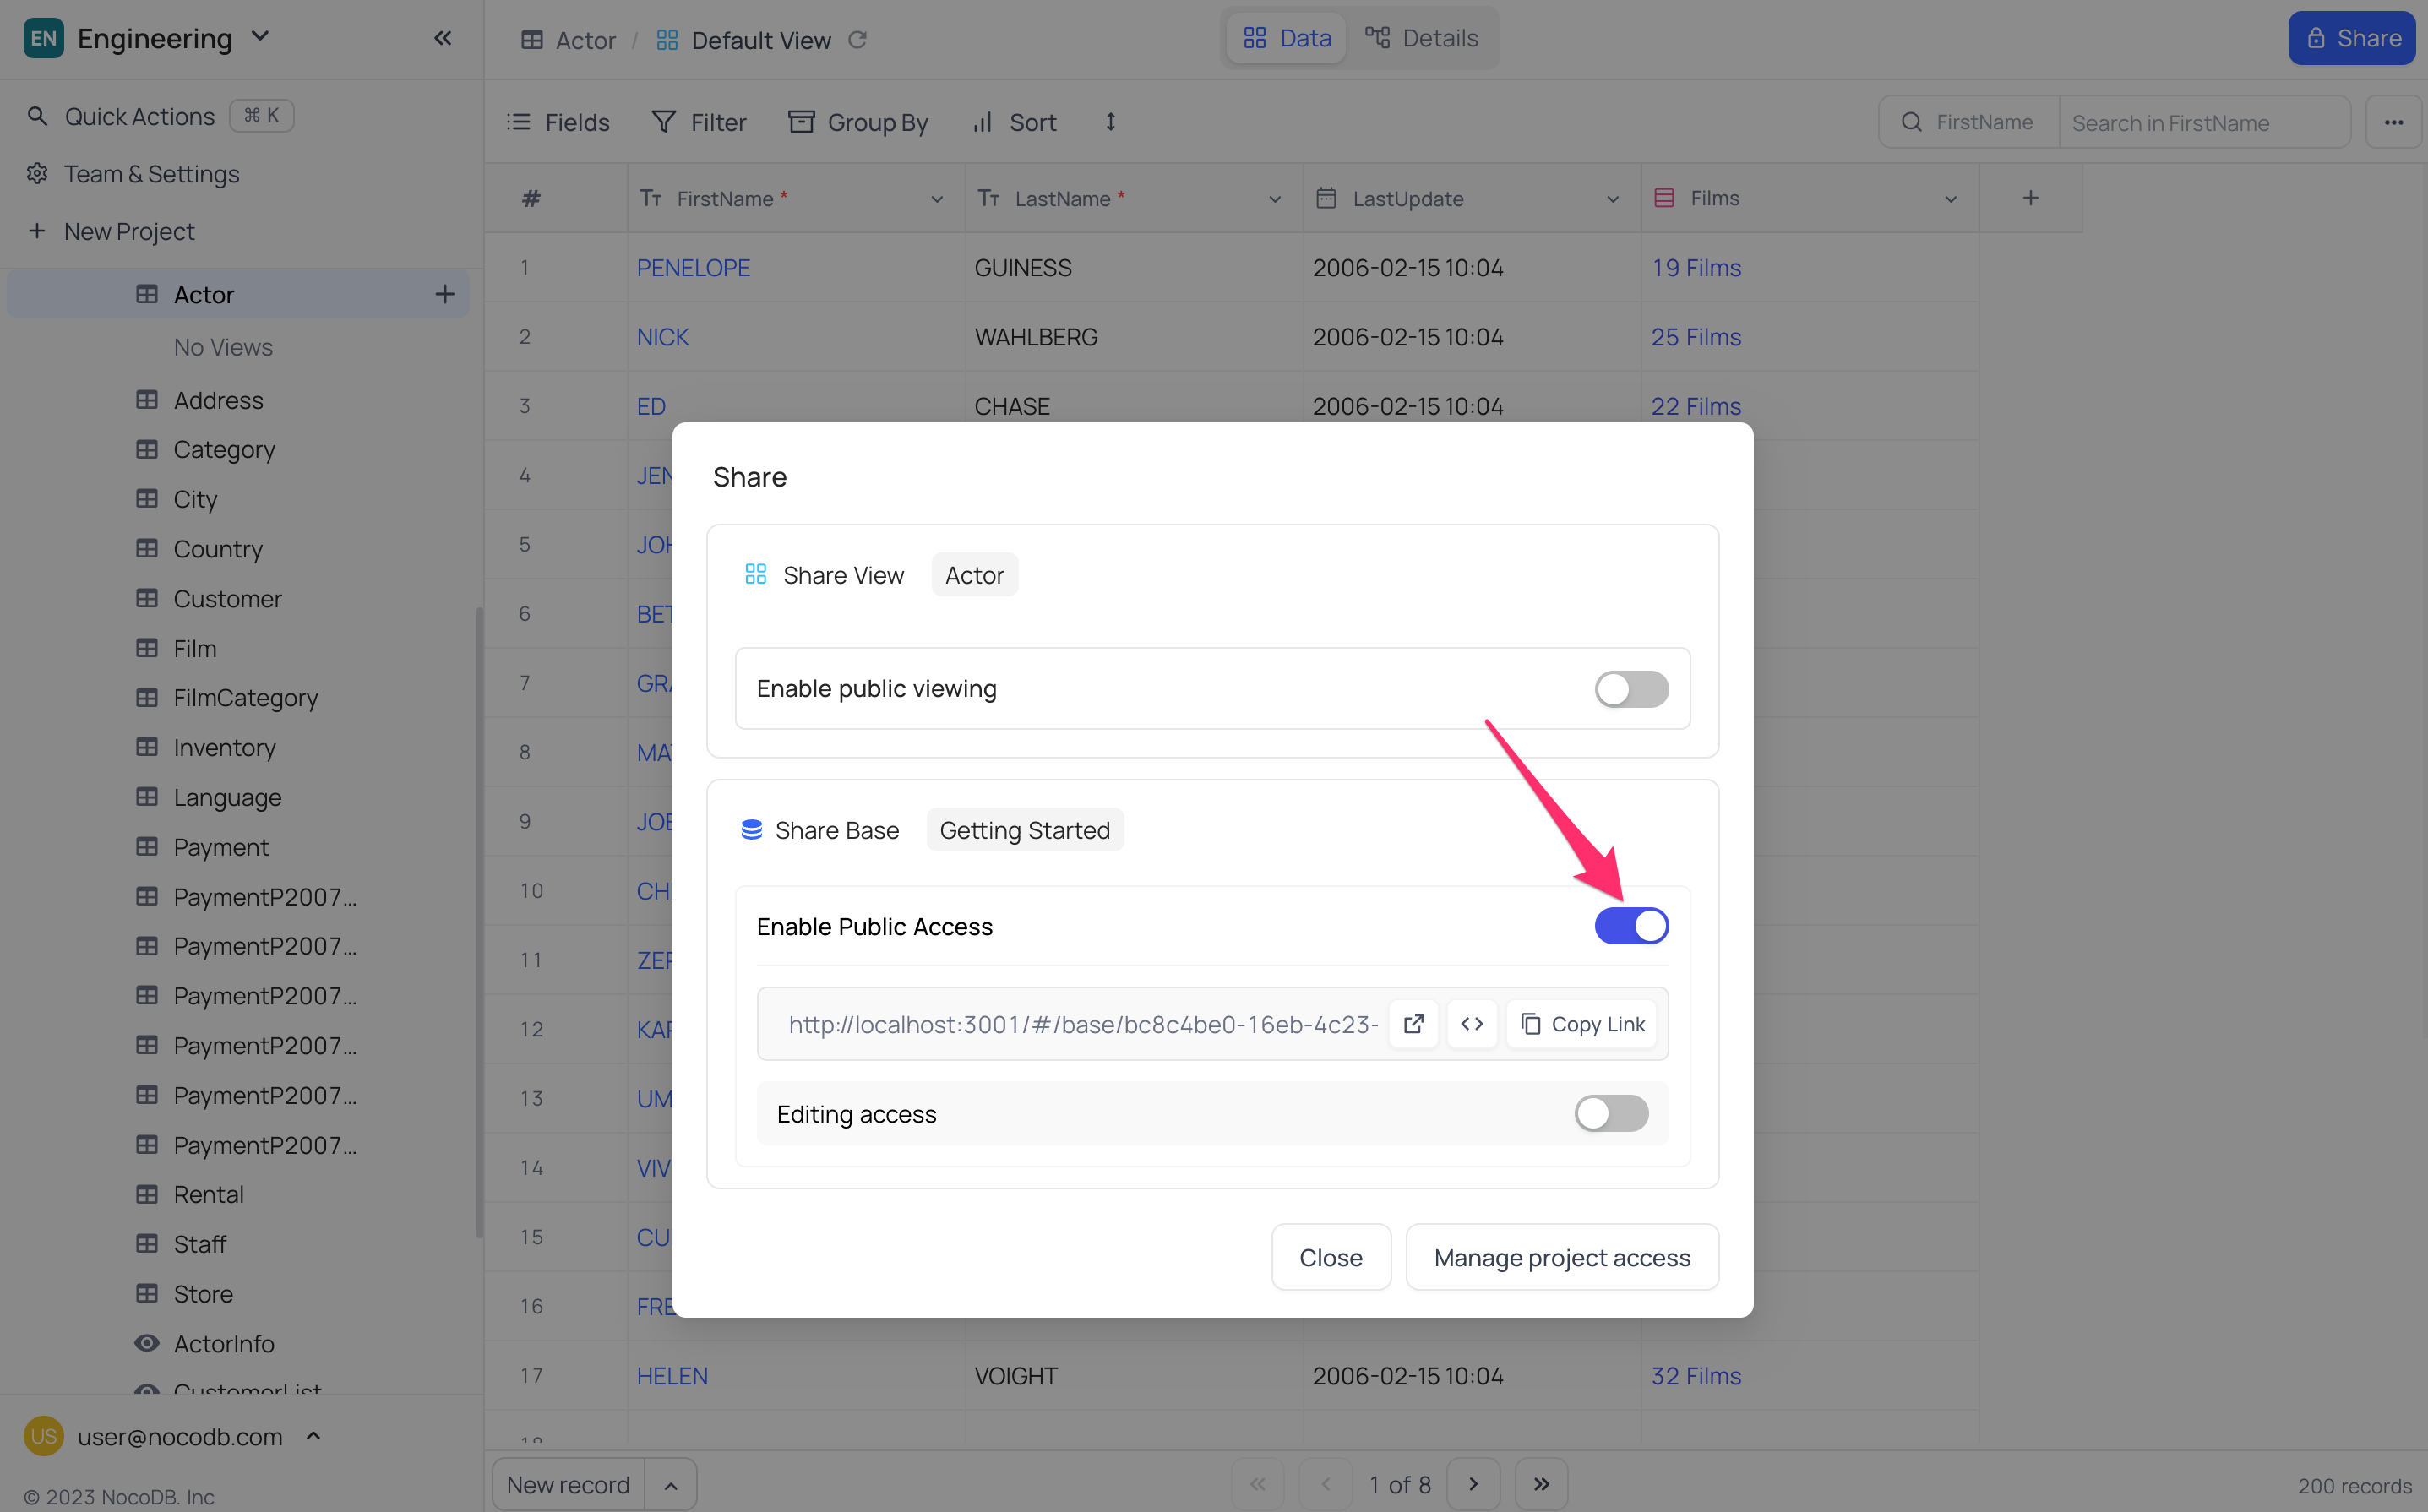 EN Engineering
Actor / Default View
Data Details
Share
Quick Actions ⌘ K
Team & Settings
+ New Project
Actor +
No Views
Address
Category
City
Country
Customer
Film
FilmCategory
Inventory
Language
Payment
PaymentP2007...
PaymentP2007...
PaymentP2007...
PaymentP2007...
PaymentP2007...
PaymentP2007...
Rental
Staff
Store
ActorInfo
CustomerList
US user@nocodb.com
© 2023 NocoDB. Inc
Fields Filter Group By Sort
FirstName Search in FirstName
# FirstName * LastName * LastUpdate Films +
1 PENELOPE GUINESS 2006-02-15 10:04 19 Films
2 NICK WAHLBERG 2006-02-15 10:04 25 Films
3 ED CHASE 2006-02-15 10:04 22 Films
4 JEN
5 JOH
6 BET
7 GRA
8 MAT
9 JOE
10 CHR
11 ZER
12 KAR
13 UM
14 VIV
15 CU
16 FRE
17 HELEN VOIGHT 2006-02-15 10:04 32 Films
18
Share
Share View Actor
Enable public viewing
Share Base Getting Started
Enable Public Access
http://localhost:3001/#/base/bc8c4be0-16eb-4c23-
Copy Link
Editing access
Close Manage project access
New record
1 of 8
200 records